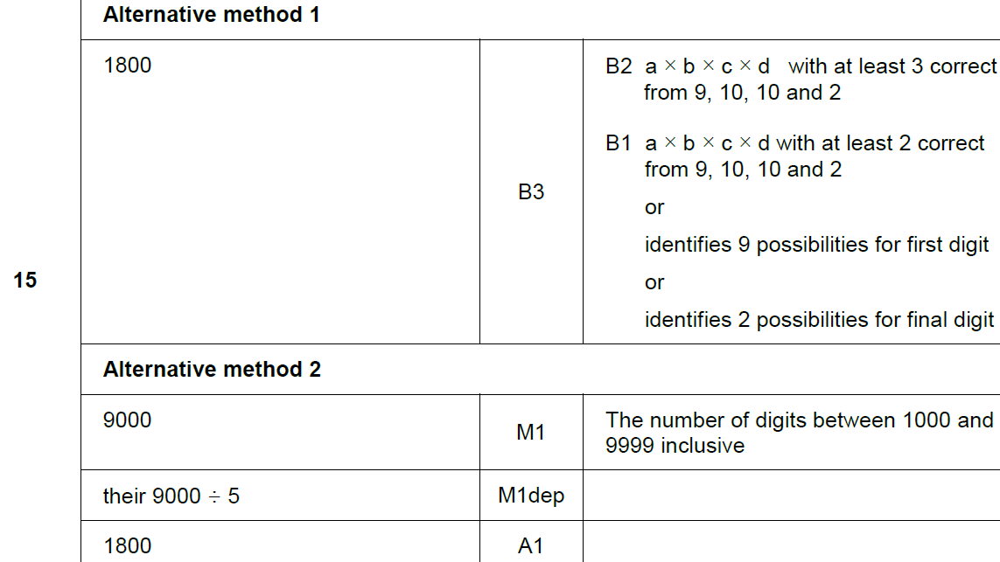 Alternative method 1
1800
B3
B2 a × b × c × d with at least 3 correct
from 9, 10, 10 and 2
B1 a × b × c × d with at least 2 correct
from 9, 10, 10 and 2
or
identifies 9 possibilities for first digit
or
identifies 2 possibilities for final digit
15
Alternative method 2
9000
M1
The number of digits between 1000 and
9999 inclusive
their 9000 ÷ 5
M1dep
1800
A1